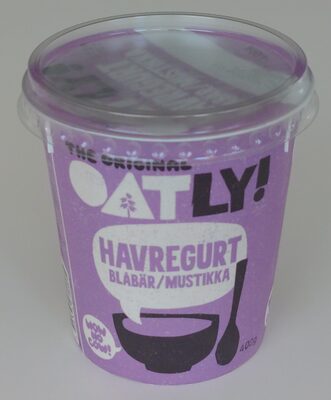 THE ORIGINAL
OATLY!
HAVREGURT
BLÅBÄR/MUSTIKKA
WOW
NO
COW!
400g